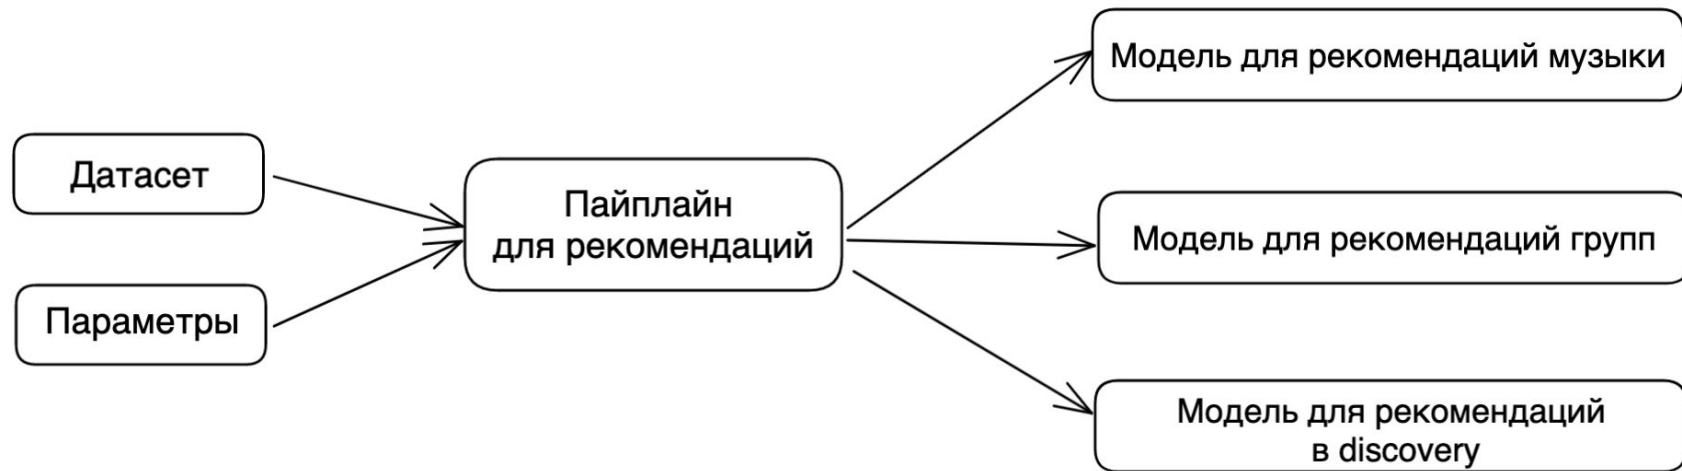 Датасет
Параметры
Пайплайн
для рекомендаций
Модель для рекомендаций музыки
Модель для рекомендаций групп
Модель для рекомендаций
в discovery